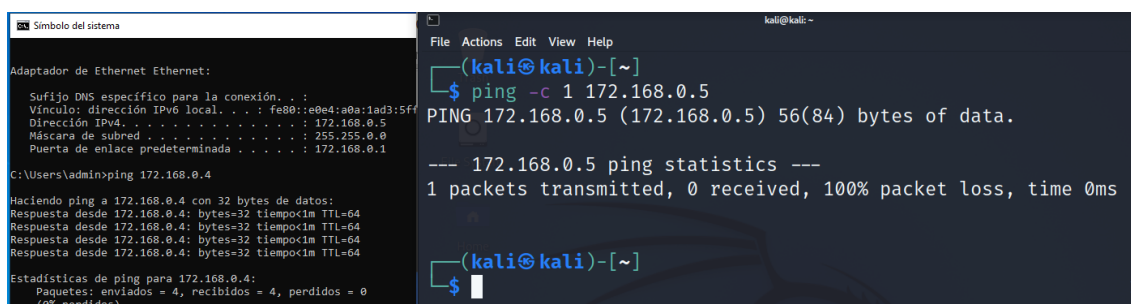 Símbolo del sistema
Adaptador de Ethernet Ethernet:
Sufijo DNS específico para la conexión. . :
Vínculo: dirección IPv6 local. . . : fe80::e0e4:a0a:1ad3:5ff
Dirección IPv4. . . . . . . . . . . . . . : 172.168.0.5
Máscara de subred . . . . . . . . . . . . : 255.255.0.0
Puerta de enlace predeterminada . . . . . : 172.168.0.1
C:\Users\admin>ping 172.168.0.4
Haciendo ping a 172.168.0.4 con 32 bytes de datos:
Respuesta desde 172.168.0.4: bytes=32 tiempo<1m TTL=64
Respuesta desde 172.168.0.4: bytes=32 tiempo<1m TTL=64
Respuesta desde 172.168.0.4: bytes=32 tiempo<1m TTL=64
Respuesta desde 172.168.0.4: bytes=32 tiempo<1m TTL=64
Estadísticas de ping para 172.168.0.4:
Paquetes: enviados = 4, recibidos = 4, perdidos = 0
(0% perdidos)
kali@kali: ~
File Actions Edit View Help
┌──(kali㉿kali)-[~]
└─$ ping -c 1 172.168.0.5
PING 172.168.0.5 (172.168.0.5) 56(84) bytes of data.
--- 172.168.0.5 ping statistics ---
1 packets transmitted, 0 received, 100% packet loss, time 0ms
┌──(kali㉿kali)-[~]
└─$